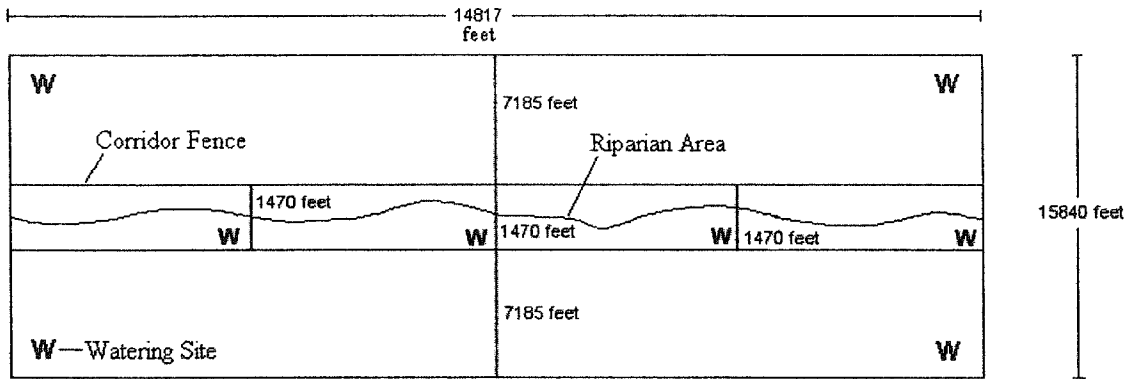 14817
feet
W W
7185 feet
Corridor Fence Riparian Area
1470 feet
15840 feet
W W 1470 feet W 1470 feet W
7185 feet
W—Watering Site W